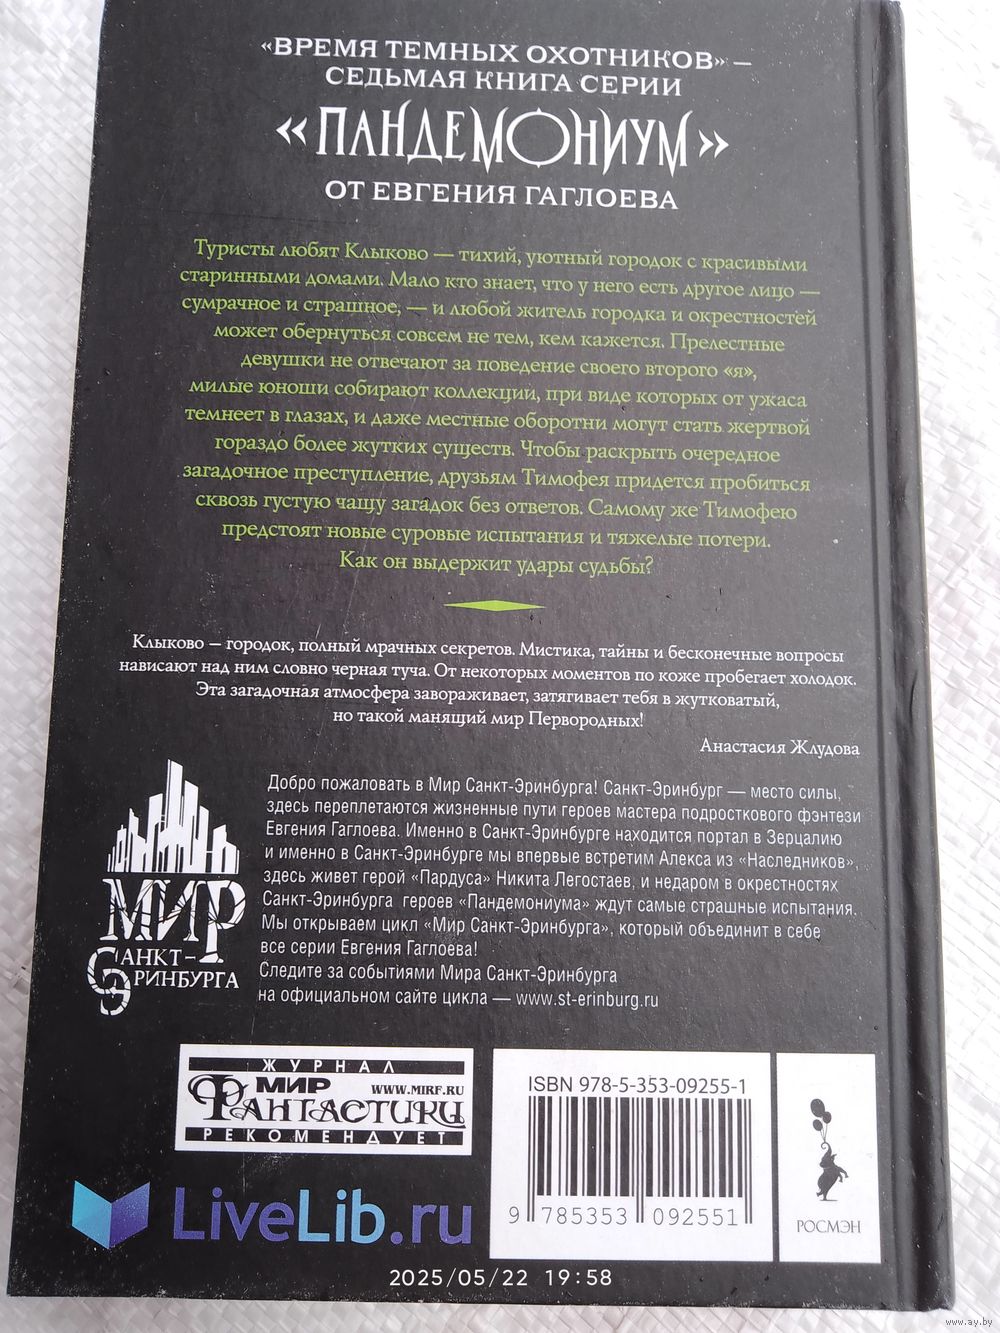 «ВРЕМЯ ТЕМНЫХ ОХОТНИКОВ» –
СЕДЬМАЯ КНИГА СЕРИИ
«ПАНДЕМОНИУМ»
ОТ ЕВГЕНИЯ ГАГЛОЕВА
Туристы любят Клыково — тихий, уютный городок с красивыми
старинными домами. Мало кто знает, что у него есть другое лицо —
сумрачное и страшное, — и любой житель городка и окрестностей
может обернуться совсем не тем, кем кажется. Прелестные
девушки не отвечают за поведение своего второго «я»,
милые юноши собирают коллекции, при виде которых от ужаса
темнеет в глазах, и даже местные оборотни могут стать жертвой
гораздо более жутких существ. Чтобы раскрыть очередное
загадочное преступление, друзьям Тимофея придется пробиться
сквозь густую чащу загадок без ответов. Самому же Тимофею
предстоят новые суровые испытания и тяжелые потери.
Как он выдержит удары судьбы?
Клыково – городок, полный мрачных секретов. Мистика, тайны и бесконечные вопросы
нависают над ним словно черная туча. От некоторых моментов по коже пробегает холодок.
Эта загадочная атмосфера завораживает, затягивает тебя в жутковатый,
но такой манящий мир Первородных!
Анастасия Жлудова
Добро пожаловать в Мир Санкт-Эринбурга! Санкт-Эринбург — место силы,
здесь переплетаются жизненные пути героев мастера подросткового фэнтези
Евгения Гаглоева. Именно в Санкт-Эринбурге находится портал в Зерцалию
и именно в Санкт-Эринбурге мы впервые встретим Алекса из «Наследников»,
здесь живет герой «Пардуса» Никита Легостаев, и недаром в окрестностях
Санкт-Эринбурга героев «Пандемониума» ждут самые страшные испытания.
Мы открываем цикл «Мир Санкт-Эринбурга», который объединит в себе
все серии Евгения Гаглоева!
Следите за событиями Мира Санкт-Эринбурга
на официальном сайте цикла — www.st-erinburg.ru
МИР
САНКТ-
ЭРИНБУРГА
ЖУРНАЛ
МИР WWW.MIRF.RU
ФАНТАСТИКИ
РЕКОМЕНДУЕТ
LiveLib.ru
ISBN 978-5-353-09255-1
9 785353 092551
РОСМЭН
2025/05/22 19:58
www.ay.by